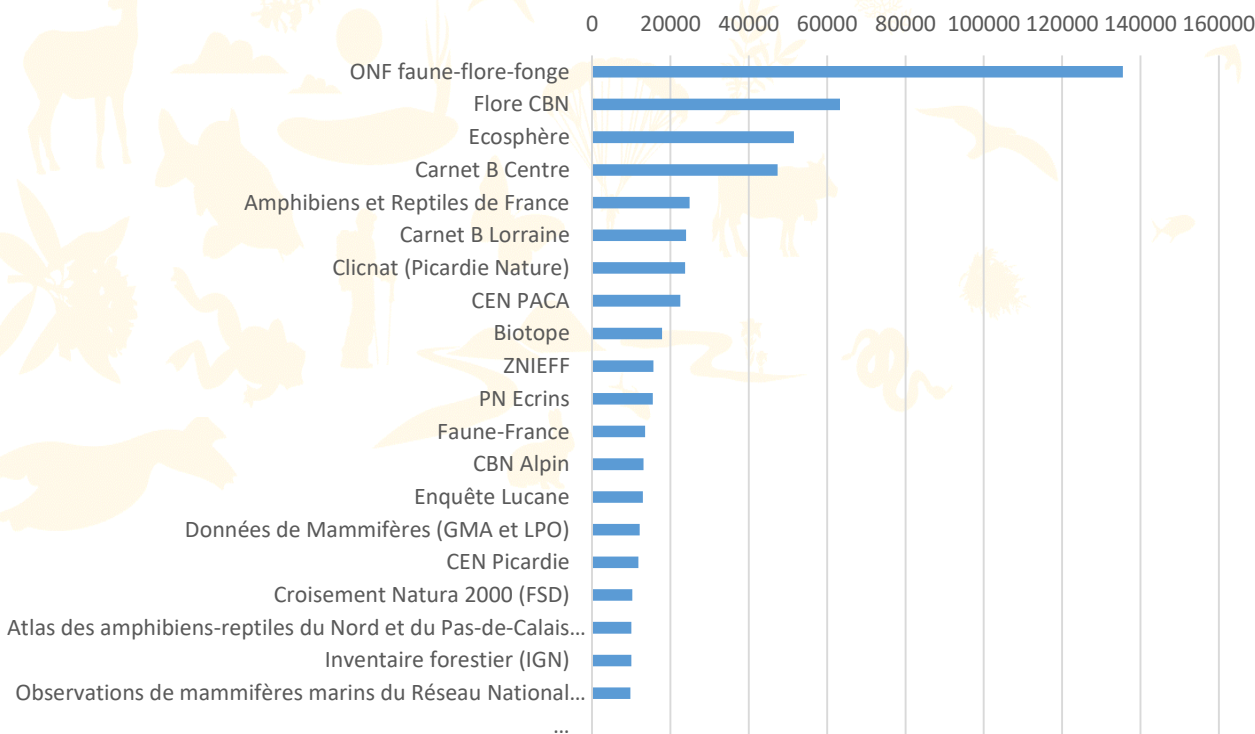 0 20000 40000 60000 80000 100000 120000 140000 160000
ONF faune-flore-fonge
Flore CBN
Ecosphère
Carnet B Centre
Amphibiens et Reptiles de France
Carnet B Lorraine
Clicnat (Picardie Nature)
CEN PACA
Biotope
ZNIEFF
PN Ecrins
Faune-France
CBN Alpin
Enquête Lucane
Données de Mammifères (GMA et LPO)
CEN Picardie
Croisement Natura 2000 (FSD)
Atlas des amphibiens-reptiles du Nord et du Pas-de-Calais...
Inventaire forestier (IGN)
Observations de mammifères marins du Réseau National...
...